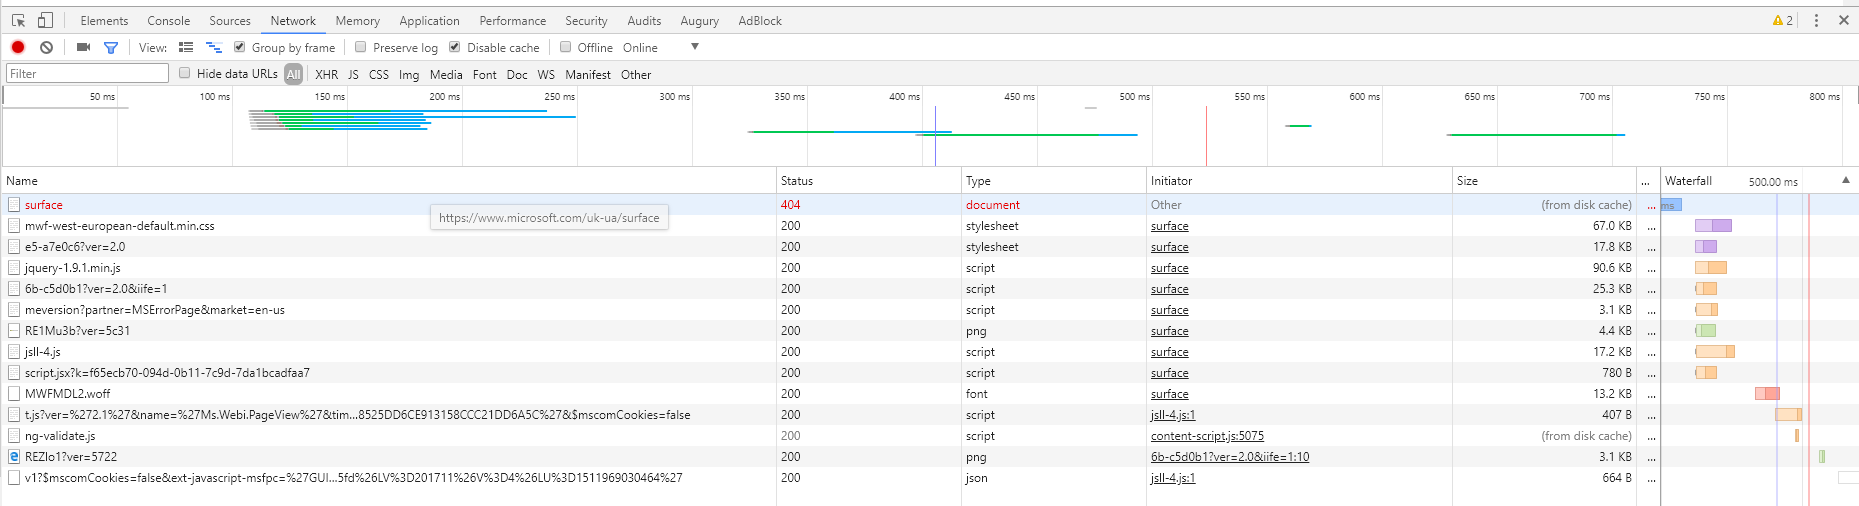 Elements Console Sources Network Memory Application Performance Security Audits Augury AdBlock 2
View: Group by frame Preserve log Disable cache Offline Online
Filter Hide data URLs All XHR JS CSS Img Media Font Doc WS Manifest Other
50 ms 100 ms 150 ms 200 ms 250 ms 300 ms 350 ms 400 ms 450 ms 500 ms 550 ms 600 ms 650 ms 700 ms 750 ms 800 ms
Name Status Type Initiator Size ... Waterfall 500.00 ms
surface 404 document Other (from disk cache) ... ms
https://www.microsoft.com/uk-ua/surface
mwf-west-european-default.min.css 200 stylesheet surface 67.0 KB ...
e5-a7e0c6?ver=2.0 200 stylesheet surface 17.8 KB ...
jquery-1.9.1.min.js 200 script surface 90.6 KB ...
6b-c5d0b1?ver=2.0&iife=1 200 script surface 25.3 KB ...
meversion?partner=MSErrorPage&market=en-us 200 script surface 3.1 KB ...
RE1Mu3b?ver=5c31 200 png surface 4.4 KB ...
jsll-4.js 200 script surface 17.2 KB ...
script.jsx?k=f65ecb70-094d-0b11-7c9d-7da1bcadfaa7 200 script surface 780 B ...
MWFMDL2.woff 200 font surface 13.2 KB ...
t.js?ver=%272.1%27&name=%27Ms.Webi.PageView%27&tim...8525DD6CE913158CCC21DD6A5C%27&$mscomCookies=false 200 script jsll-4.js:1 407 B ...
ng-validate.js 200 script content-script.js:5075 (from disk cache) ...
REZIo1?ver=5722 200 png 6b-c5d0b1?ver=2.0&iife=1:10 3.1 KB ...
v1?$mscomCookies=false&ext-javascript-msfpc=%27GUI...5fd%26LV%3D201711%26V%3D4%26LU%3D1511969030464%27 200 json jsll-4.js:1 664 B ...